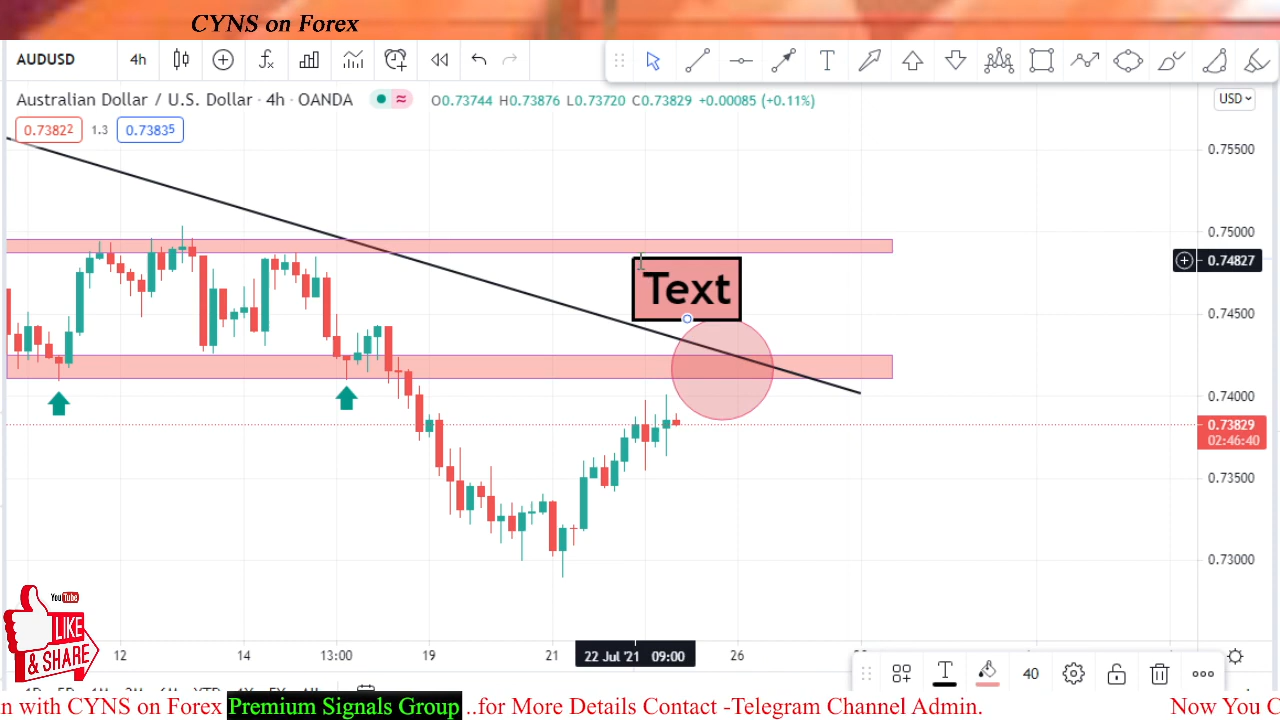 CYNS on Forex
AUDUSD 4h
USD
Australian Dollar / U.S. Dollar · 4h · OANDA O0.73744 H0.73876 L0.73720 C0.73829 +0.00085 (+0.11%)
0.73822 1.3 0.73835
0.75500
0.75000
0.74827
Text
0.74500
0.74000
0.73829
02:46:40
0.73500
0.73000
YouTube
LIKE
& SHARE
12 14 13:00 19 21 22 Jul '21 09:00 26
40
n with CYNS on Forex Premium Signals Group ..for More Details Contact -Telegram Channel Admin. Now You C